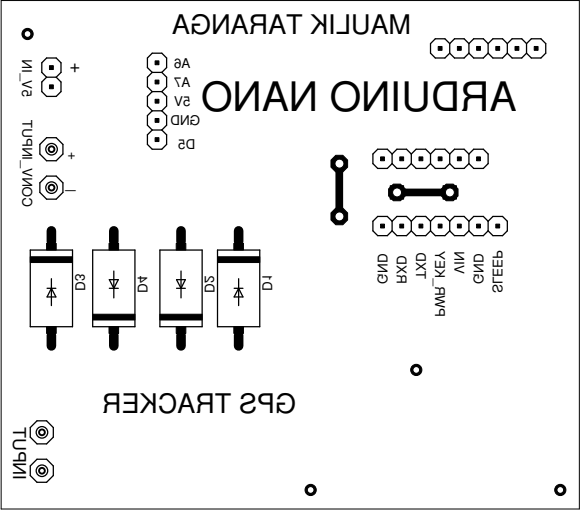 MAULIK TARANGA
ARDUINO NANO
5V_IN
+
A6
A7
5V
GND
D5
CONV_INPUT
+
–
GND
RXD
TXD
PWR_KEY
VIN
GND
SLEEP
D3
D4
D2
D1
GPS TRACKER
INPUT